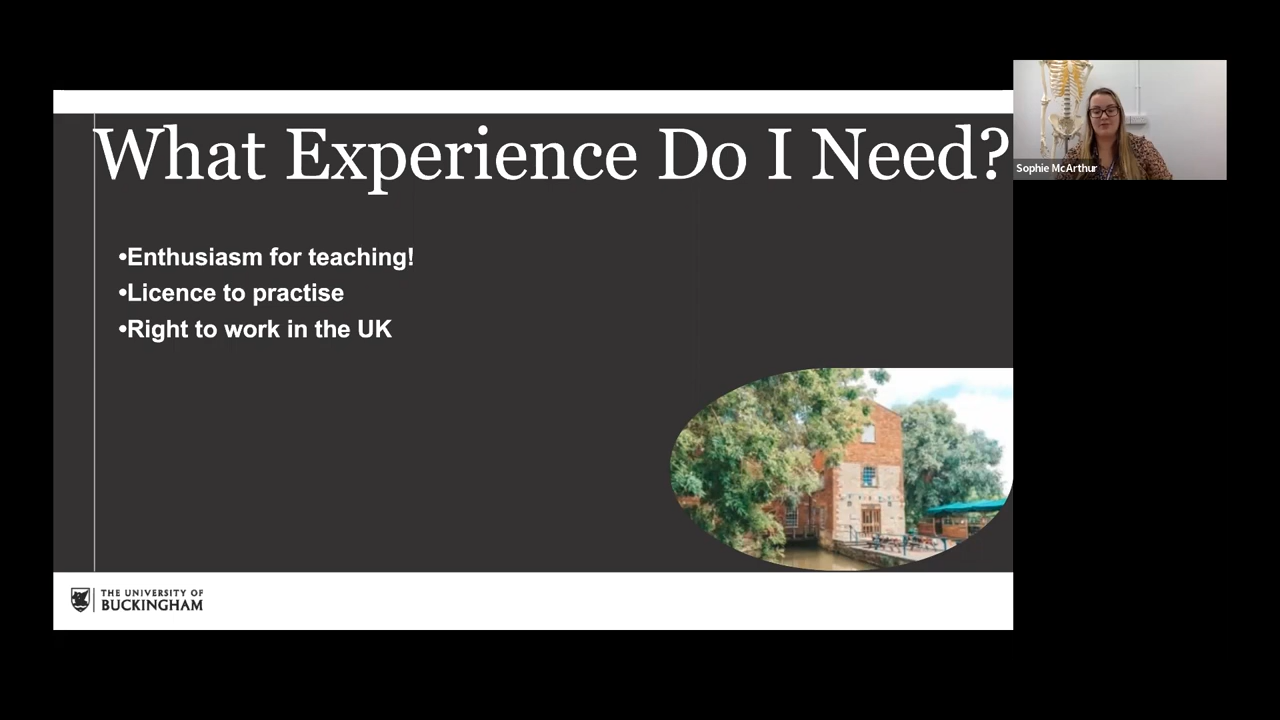 What Experience Do I Need?
•Enthusiasm for teaching!
•Licence to practise
•Right to work in the UK
THE UNIVERSITY OF
BUCKINGHAM
Sophie McArthur